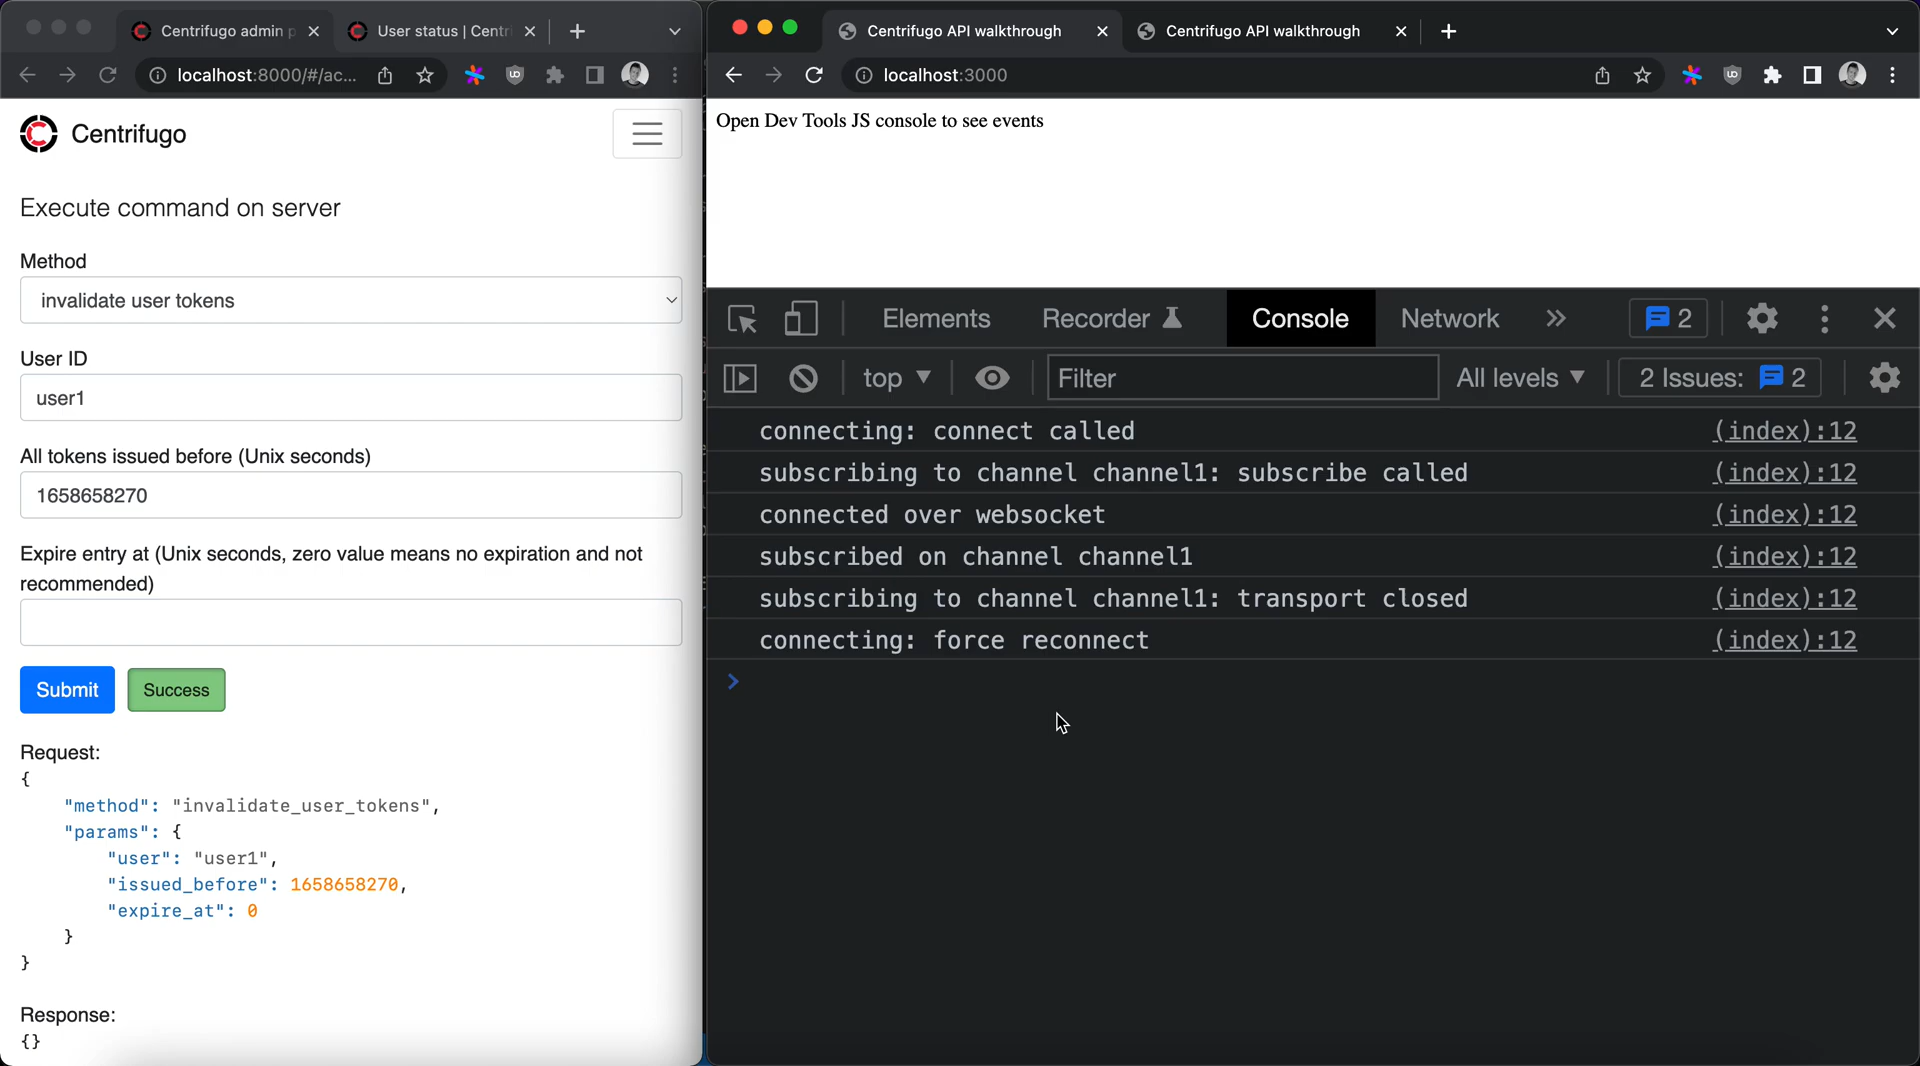 Centrifugo admin p
User status | Centri
localhost:8000/#/ac...
Centrifugo
Execute command on server
Method
invalidate user tokens
User ID
user1
All tokens issued before (Unix seconds)
1658658270
Expire entry at (Unix seconds, zero value means no expiration and not
recommended)
Submit
Success
Request:
{
"method": "invalidate_user_tokens",
"params": {
"user": "user1",
"issued_before": 1658658270,
"expire_at": 0
}
}
Response:
{}
Centrifugo API walkthrough
Centrifugo API walkthrough
localhost:3000
Open Dev Tools JS console to see events
Elements
Recorder
Console
Network
2
top
Filter
All levels
2 Issues:
2
connecting: connect called (index):12
subscribing to channel channel1: subscribe called (index):12
connected over websocket (index):12
subscribed on channel channel1 (index):12
subscribing to channel channel1: transport closed (index):12
connecting: force reconnect (index):12